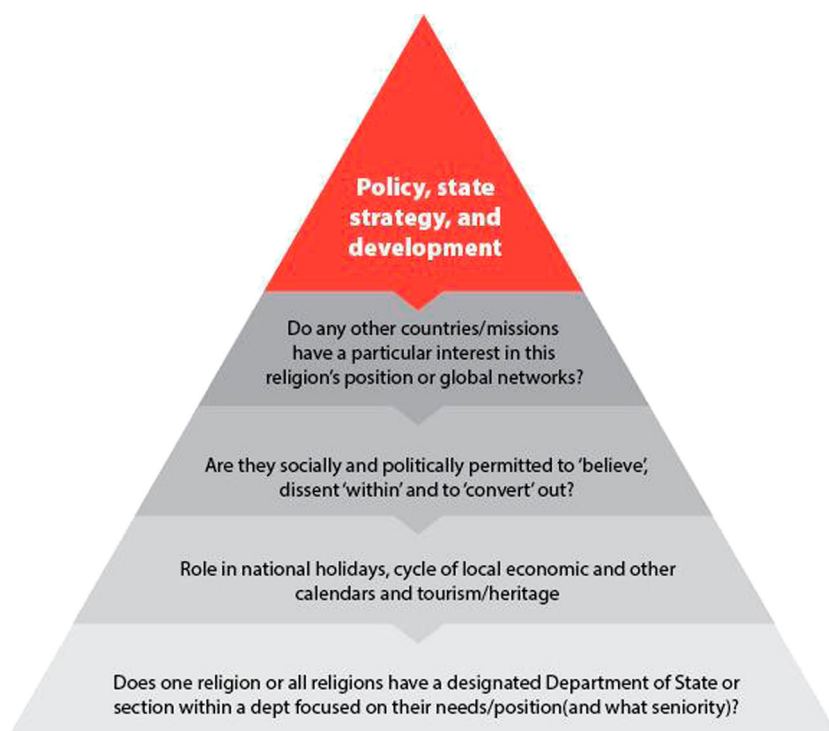 Policy, state
strategy, and
development
Do any other countries/missions
have a particular interest in this
religion's position or global networks?
Are they socially and politically permitted to ‘believe’,
dissent ‘within’ and to ‘convert’ out?
Role in national holidays, cycle of local economic and other
calendars and tourism/heritage
Does one religion or all religions have a designated Department of State or
section within a dept focused on their needs/position(and what seniority)?